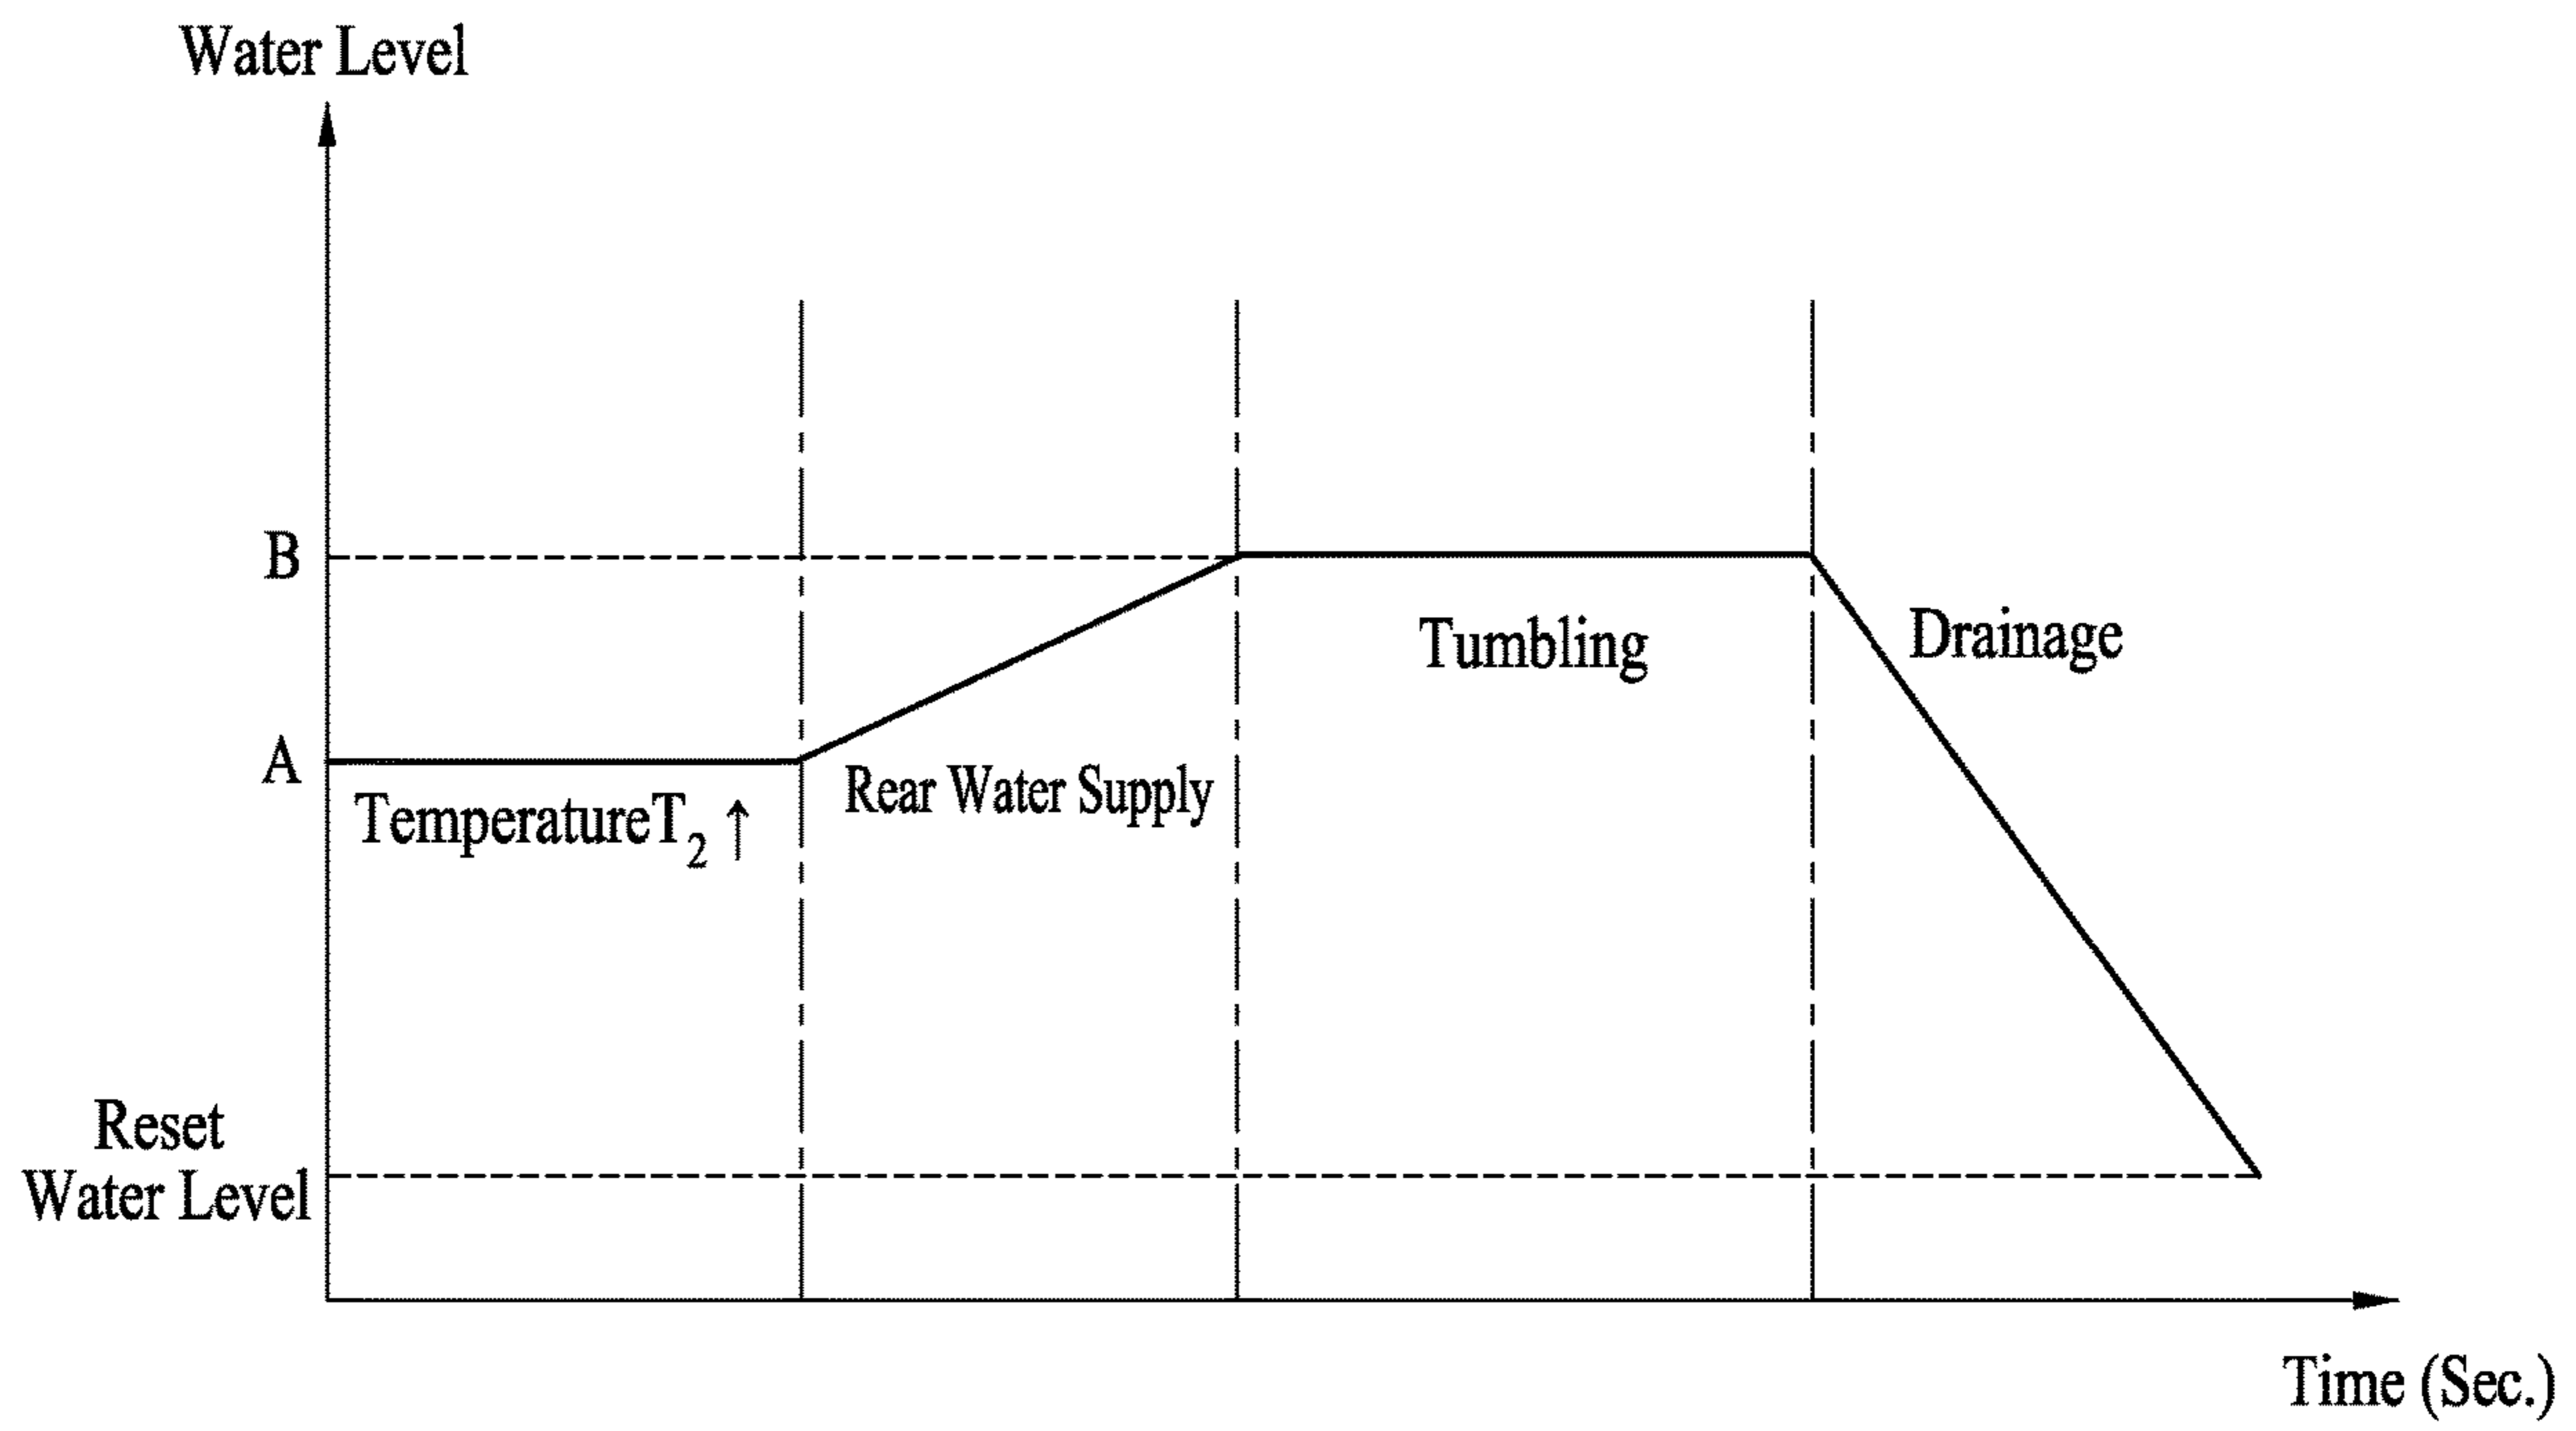 Water Level
B
Tumbling
Drainage
A
TemperatureT₂ ↑
Rear Water Supply
Reset
Water Level
Time (Sec.)